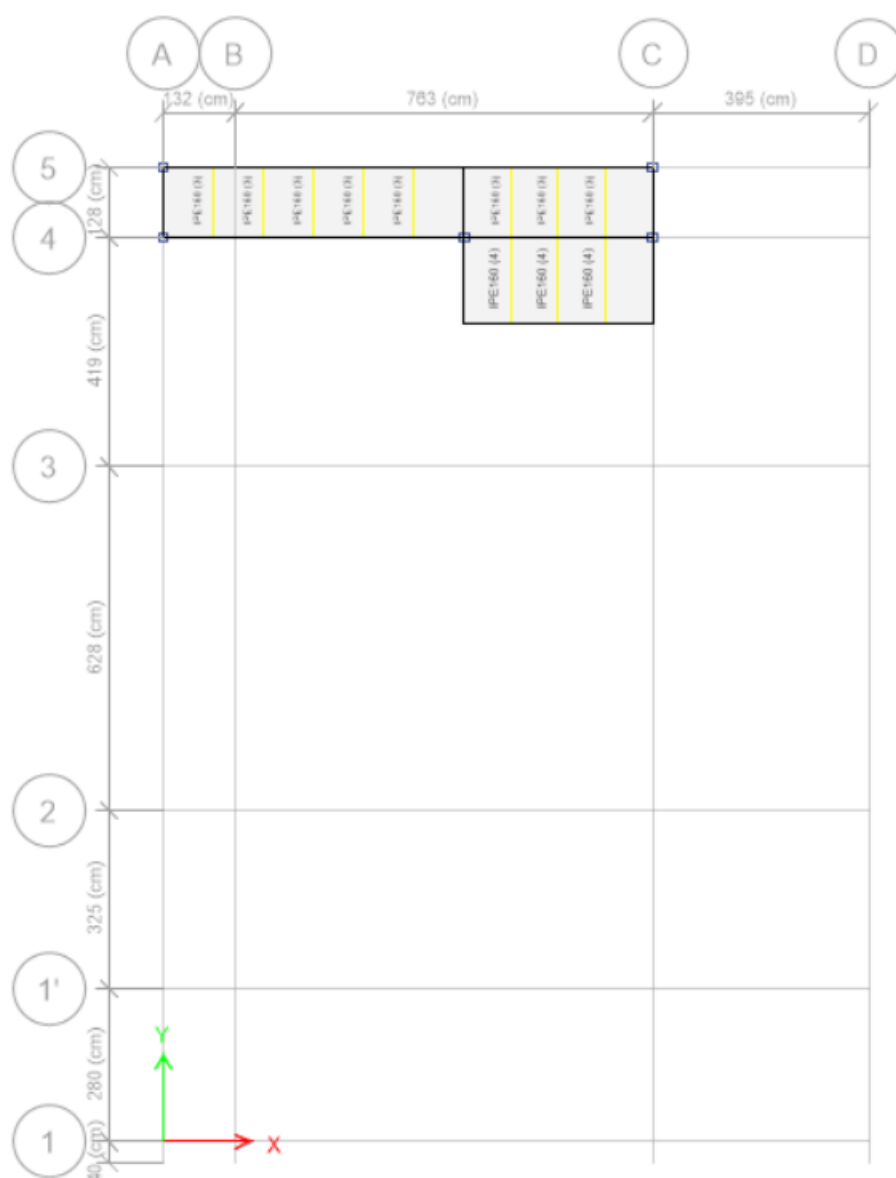 A B C D
132 (cm) 763 (cm) 395 (cm)
5
128 (cm)
IPE160 (3) IPE160 (3) IPE160 (3) IPE160 (3) IPE160 (3) IPE160 (3) IPE160 (3) IPE160 (3)
4
IPE160 (4) IPE160 (4) IPE160 (4)
419 (cm)
3
628 (cm)
2
325 (cm)
1'
Y
280 (cm)
1
X
40 (cm)